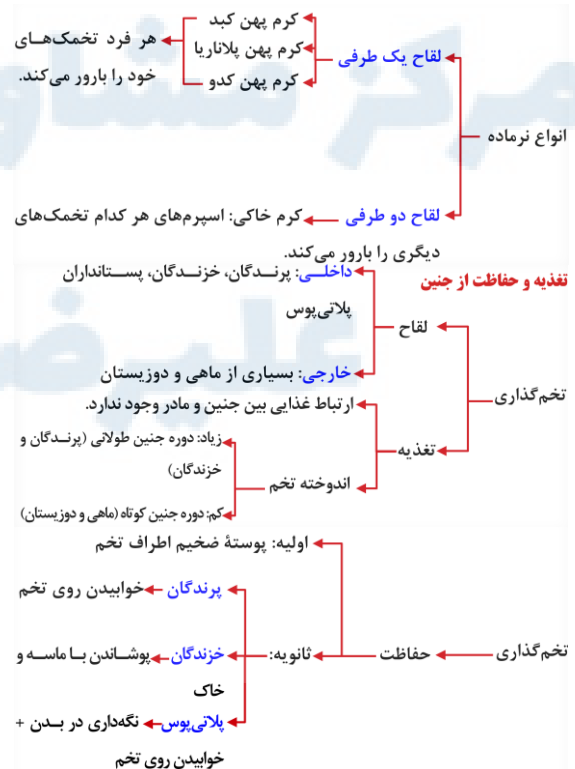 کرم پهن کبد
کرم پهن پلاناریا
کرم پهن کدو
هر فرد تخمک‌های
خود را بارور می‌کند.
لقاح یک طرفی
انواع نرماده
لقاح دو طرفی
کرم خاکی: اسپرم‌های هر کدام تخمک‌های
دیگری را بارور می‌کند.
تغذیه و حفاظت از جنین
داخلی: پرندگان، خزندگان، پستانداران
پلاتی‌پوس
لقاح
خارجی: بسیاری از ماهی و دوزیستان
تخم‌گذاری
ارتباط غذایی بین جنین و مادر وجود ندارد.
تغذیه
زیاد: دوره جنین طولانی (پرندگان و
خزندگان)
اندوخته تخم
کم: دوره جنین کوتاه (ماهی و دوزیستان)
اولیه: پوستهٔ ضخیم اطراف تخم
پرندگان
خوابیدن روی تخم
تخم‌گذاری
حفاظت
ثانویه:
خزندگان
پوشاندن با ماسه و
خاک
پلاتی‌پوس
نگه‌داری در بدن +
خوابیدن روی تخم
مرکز مشاو
علیرض